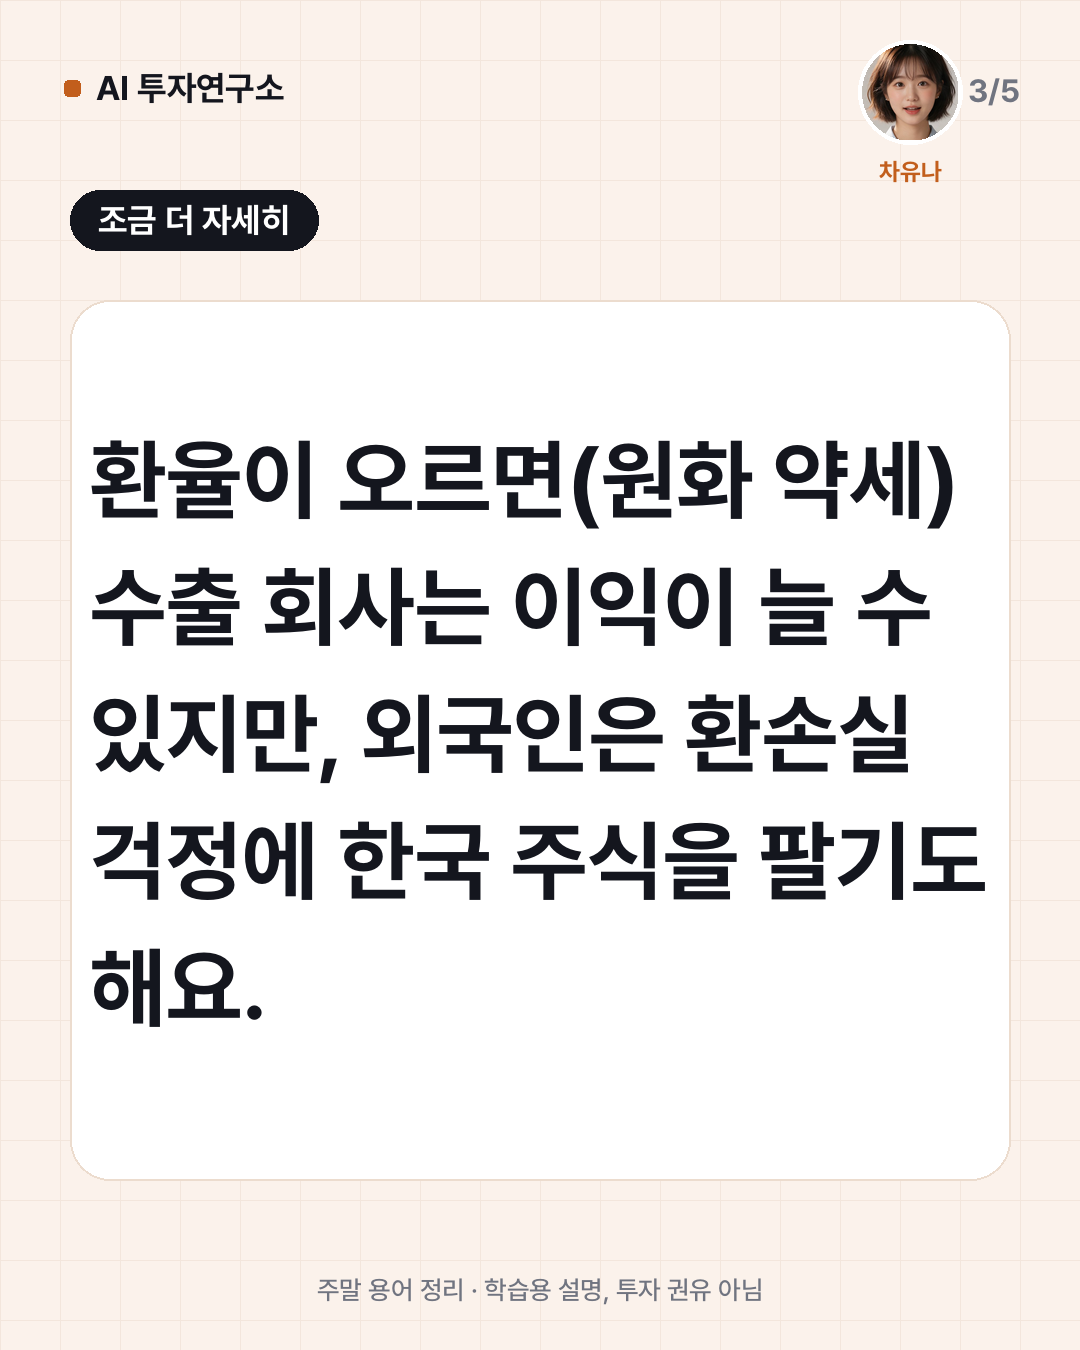 AI 투자연구소
3/5
차유나
조금 더 자세히
환율이 오르면(원화 약세)
수출 회사는 이익이 늘 수
있지만, 외국인은 환손실
걱정에 한국 주식을 팔기도
해요.
주말 용어 정리 · 학습용 설명, 투자 권유 아님